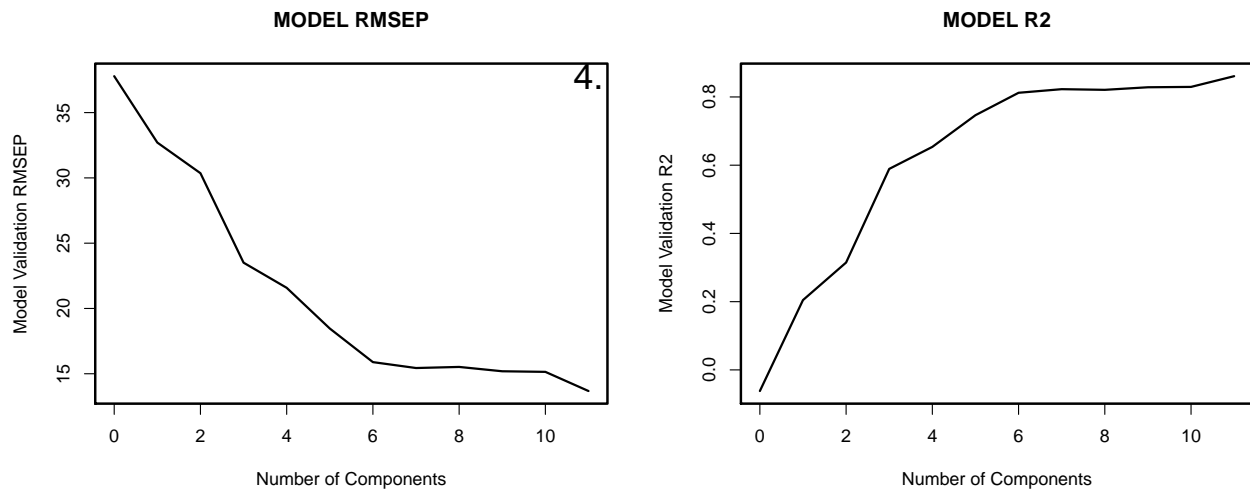 MODEL RMSEP
4.
Model Validation RMSEP
35
30
25
20
15
0 2 4 6 8 10
Number of Components
MODEL R2
Model Validation R2
0.8
0.6
0.4
0.2
0.0
0 2 4 6 8 10
Number of Components